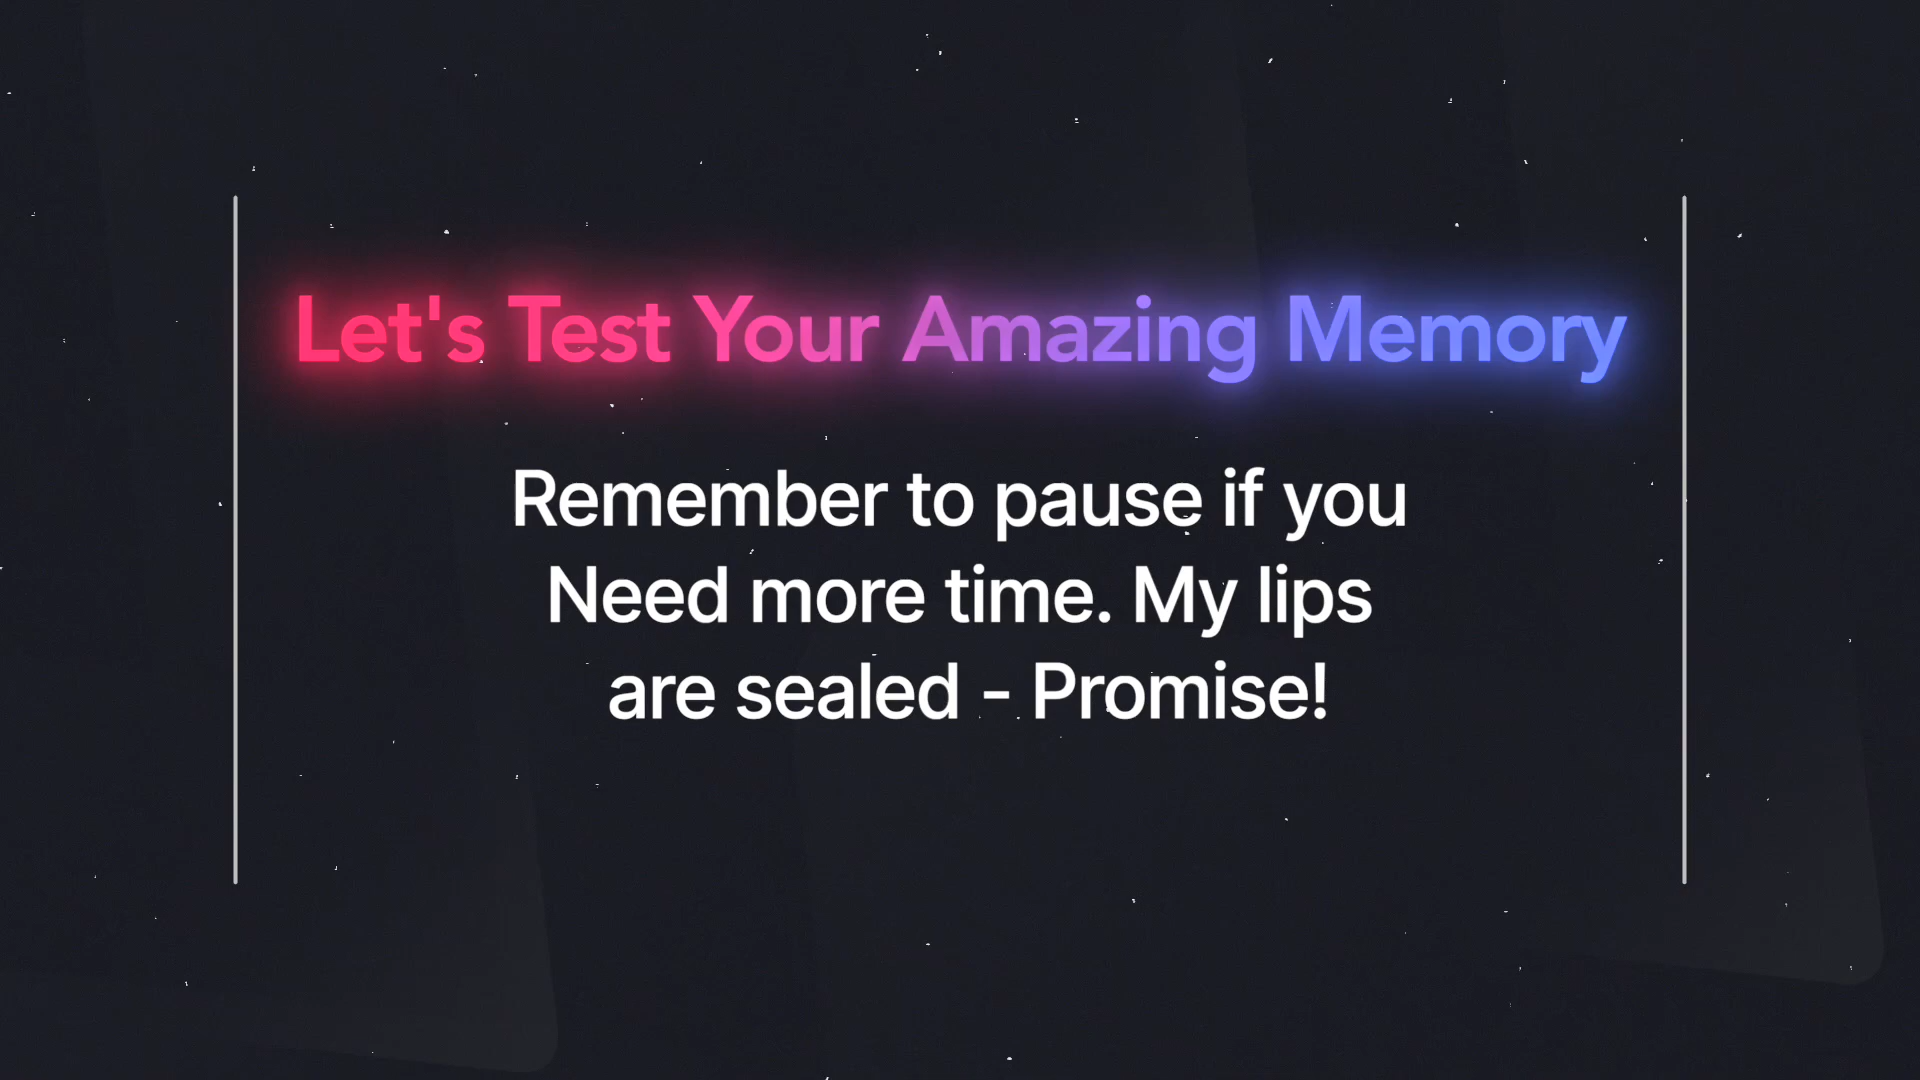 Let's Test Your Amazing Memory
Remember to pause if you
Need more time. My lips
are sealed - Promise!